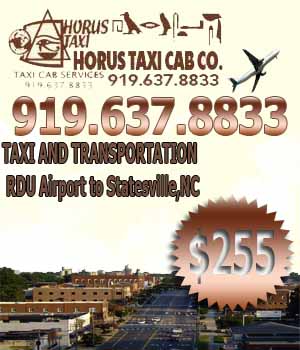 HORUS
TAXI
TAXI CAB SERVICES
919.637.8833
HORUS TAXI CAB CO.
919.637.8833
919.637.8833
TAXI AND TRANSPORTATION
RDU Airport to Statesville,NC
$255